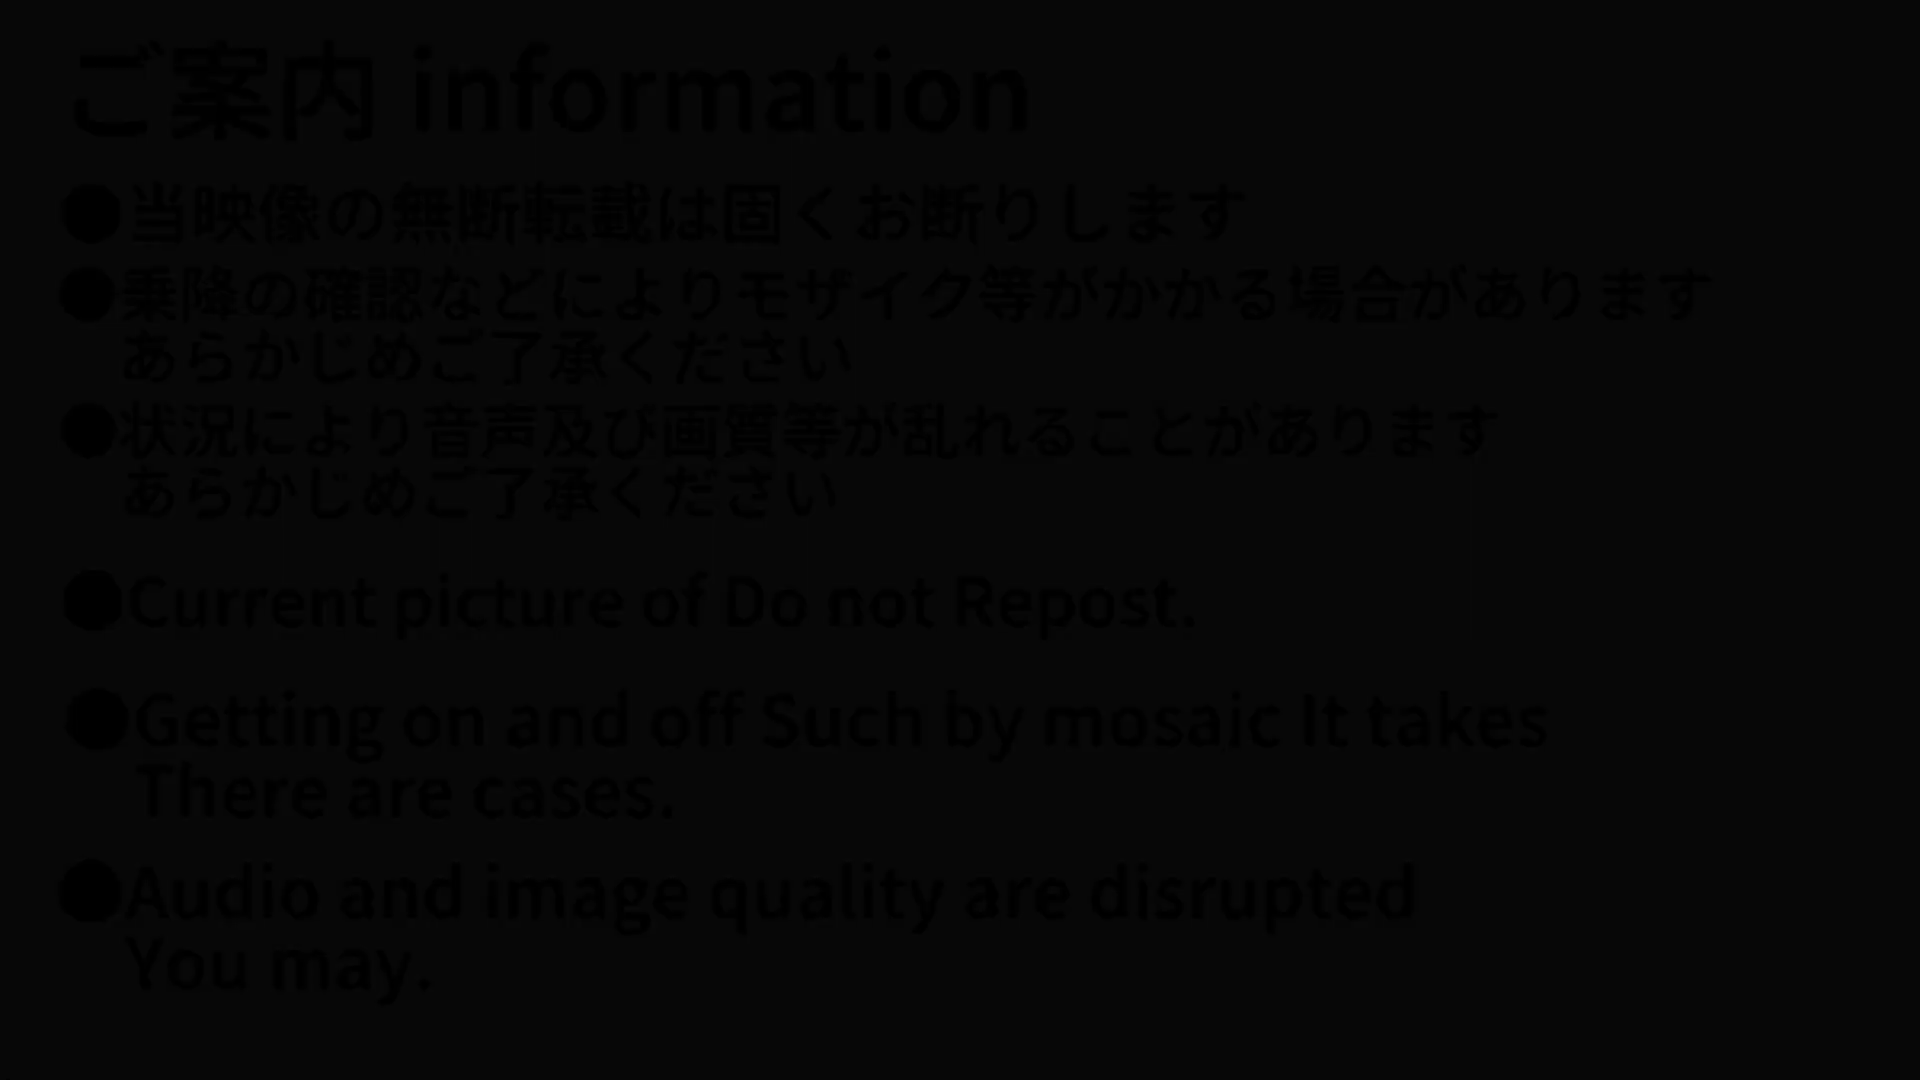 ご案内 information
●当映像の無断転載は固くお断りします
●乗降の確認などによりモザイク等がかかる場合があります
あらかじめご了承ください
●状況により音声及び画質等が乱れることがあります
あらかじめご了承ください
●Current picture of Do not Repost.
●Getting on and off Such by mosaic It takes
There are cases.
●Audio and image quality are disrupted
You may.